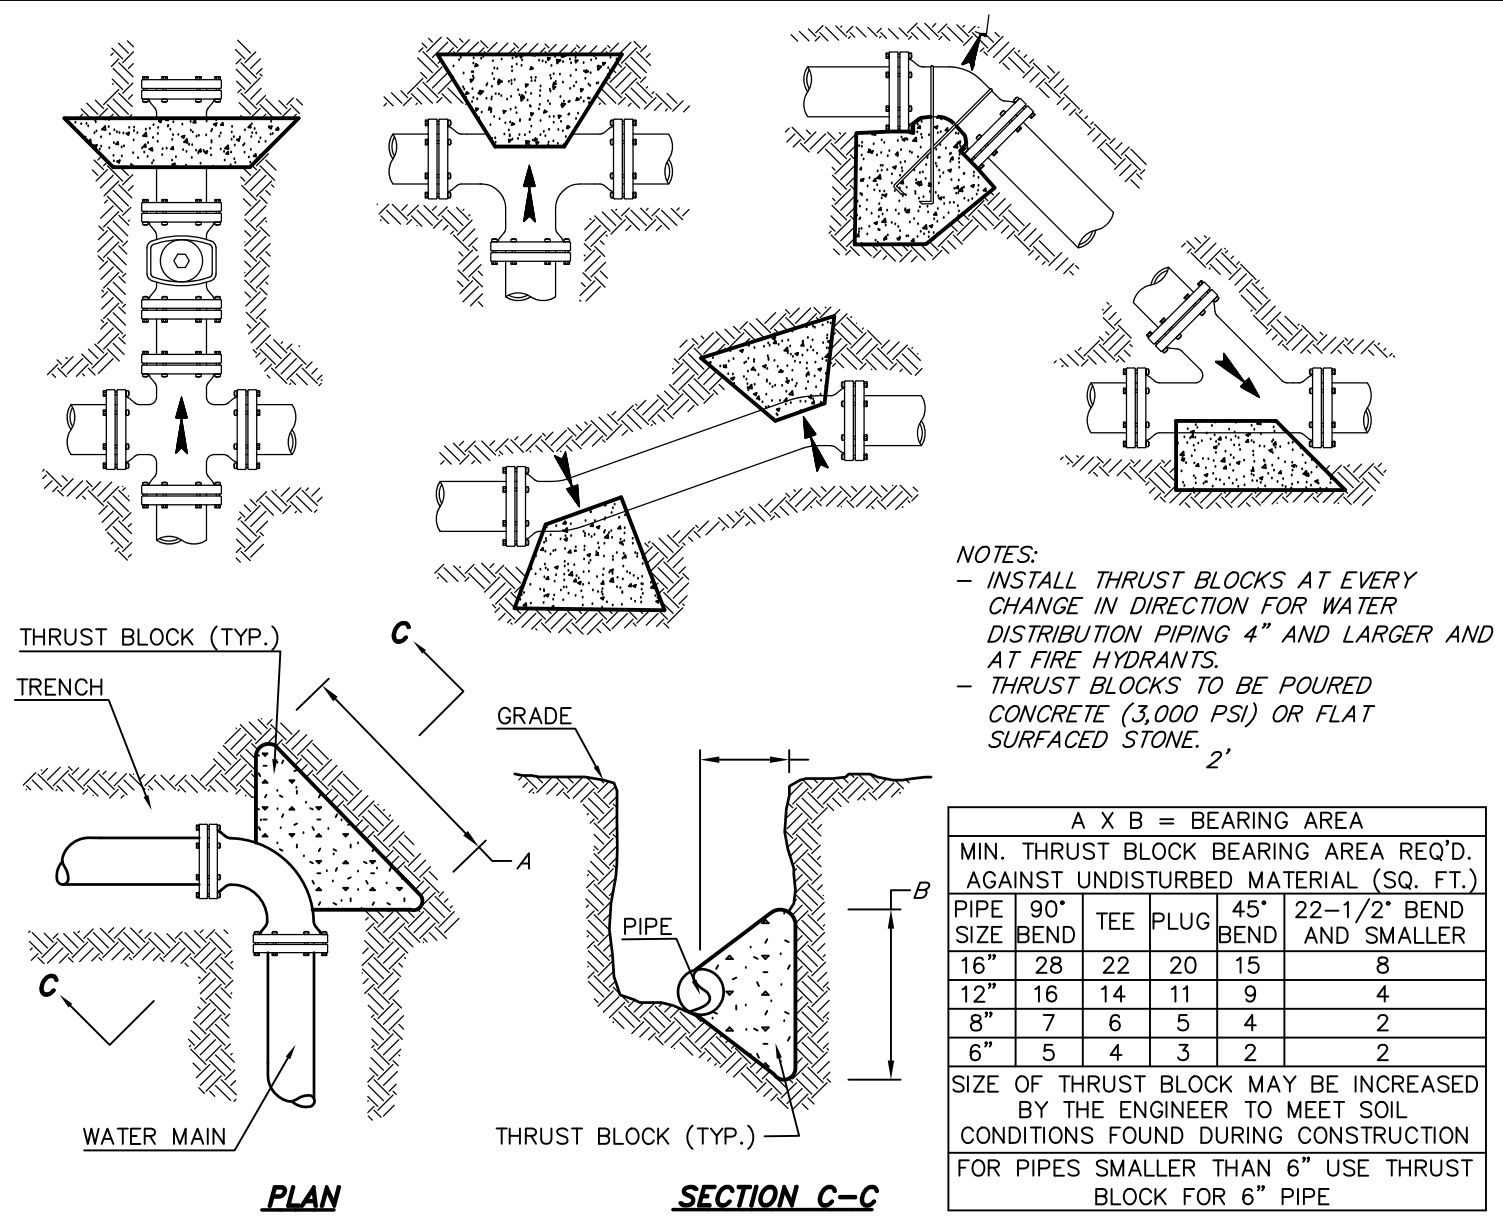 NOTES:
– INSTALL THRUST BLOCKS AT EVERY
CHANGE IN DIRECTION FOR WATER
DISTRIBUTION PIPING 4" AND LARGER AND
AT FIRE HYDRANTS.
– THRUST BLOCKS TO BE POURED
CONCRETE (3,000 PSI) OR FLAT
SURFACED STONE.
2'
THRUST BLOCK (TYP.)
TRENCH
C
A
C
WATER MAIN
PLAN
GRADE
B
PIPE
THRUST BLOCK (TYP.)
SECTION C–C
A X B = BEARING AREA
MIN. THRUST BLOCK BEARING AREA REQ'D.
AGAINST UNDISTURBED MATERIAL (SQ. FT.)
PIPE SIZE 90° BEND TEE PLUG 45° BEND 22–1/2° BEND AND SMALLER
16" 28 22 20 15 8
12" 16 14 11 9 4
8" 7 6 5 4 2
6" 5 4 3 2 2
SIZE OF THRUST BLOCK MAY BE INCREASED
BY THE ENGINEER TO MEET SOIL
CONDITIONS FOUND DURING CONSTRUCTION
FOR PIPES SMALLER THAN 6" USE THRUST
BLOCK FOR 6" PIPE